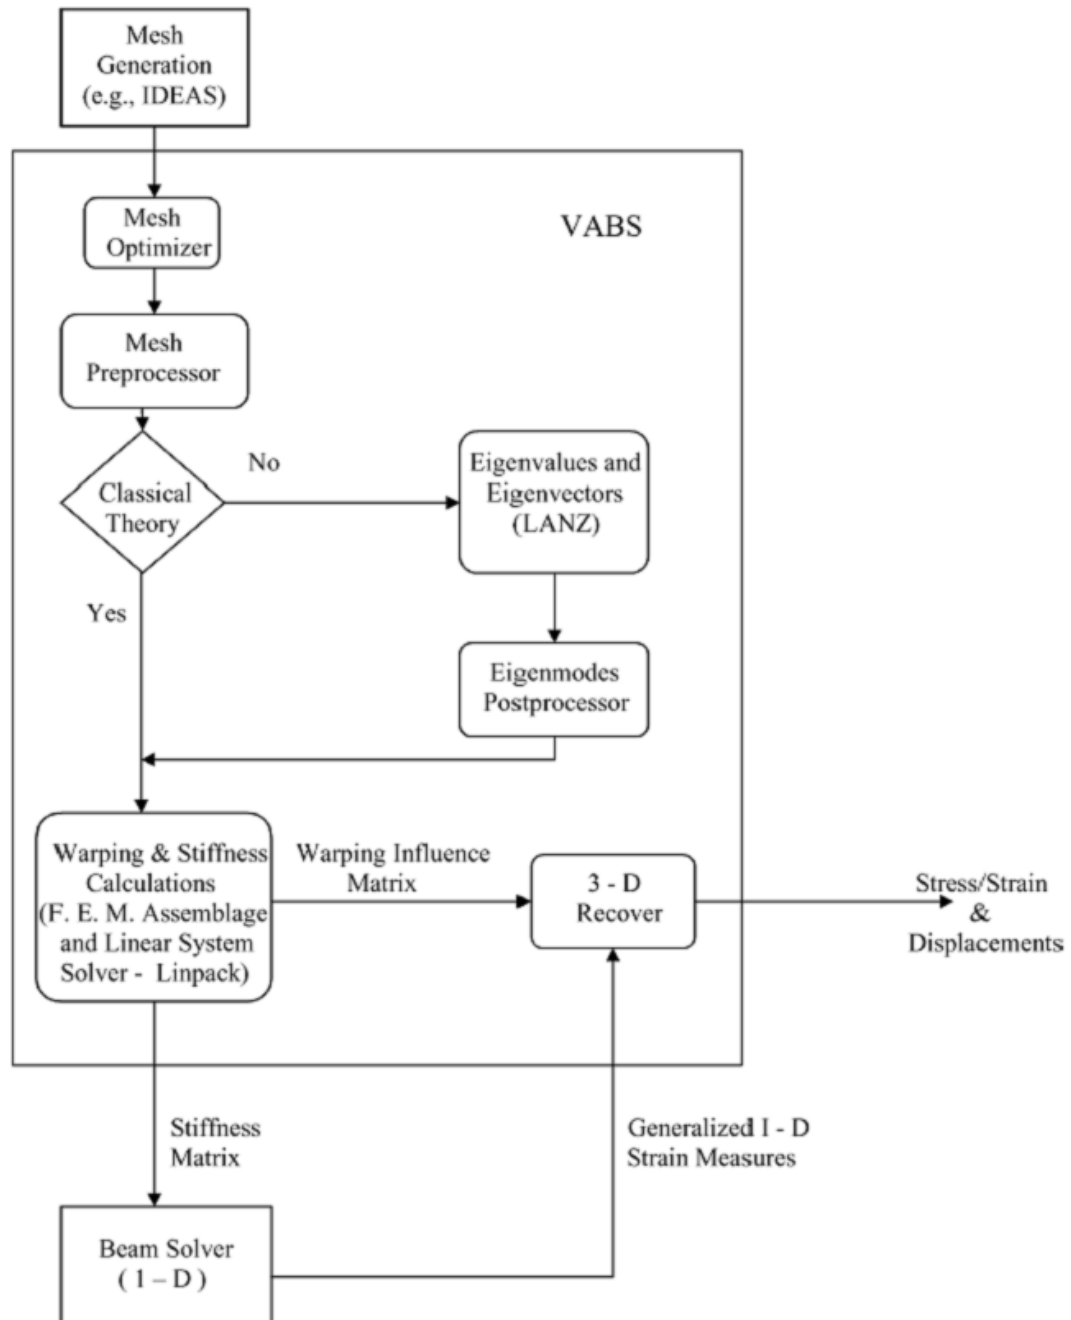 Mesh
Generation
(e.g., IDEAS)
Mesh
Optimizer
VABS
Mesh
Preprocessor
No
Classical
Theory
Eigenvalues and
Eigenvectors
(LANZ)
Yes
Eigenmodes
Postprocessor
Warping & Stiffness
Calculations
(F. E. M. Assemblage
and Linear System
Solver - Linpack)
Warping Influence
Matrix
3 - D
Recover
Stress/Strain
&
Displacements
Stiffness
Matrix
Generalized I - D
Strain Measures
Beam Solver
( 1 – D )